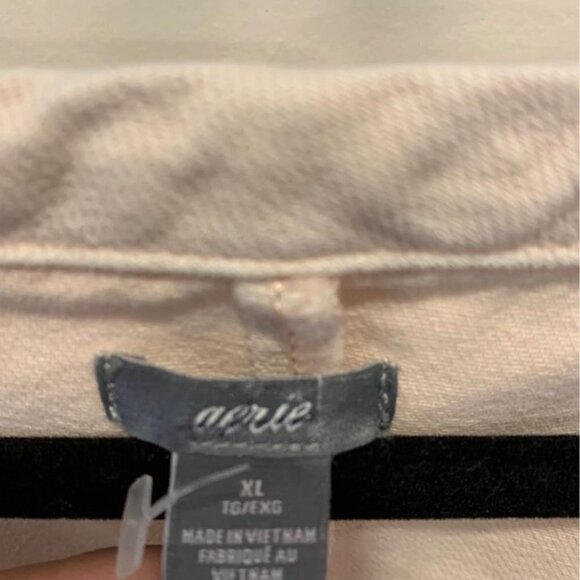 aerie
XL
TG/EXG
MADE IN VIETNAM
FABRIQUÉ AU
VIETNAM